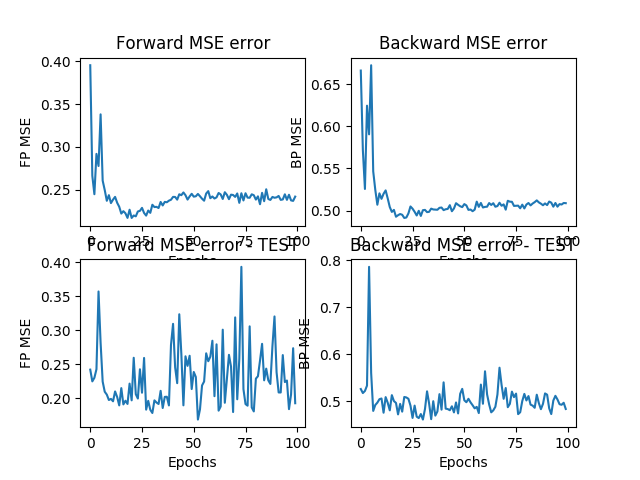 Forward MSE error
Backward MSE error
FP MSE
0.40
0.35
0.30
0.25
0 25 50 75 100
Epochs
BP MSE
0.65
0.60
0.55
0.50
0 25 50 75 100
Epochs
Forward MSE error - TEST
Backward MSE error - TEST
FP MSE
0.40
0.35
0.30
0.25
0.20
0 25 50 75 100
Epochs
BP MSE
0.8
0.7
0.6
0.5
0 25 50 75 100
Epochs